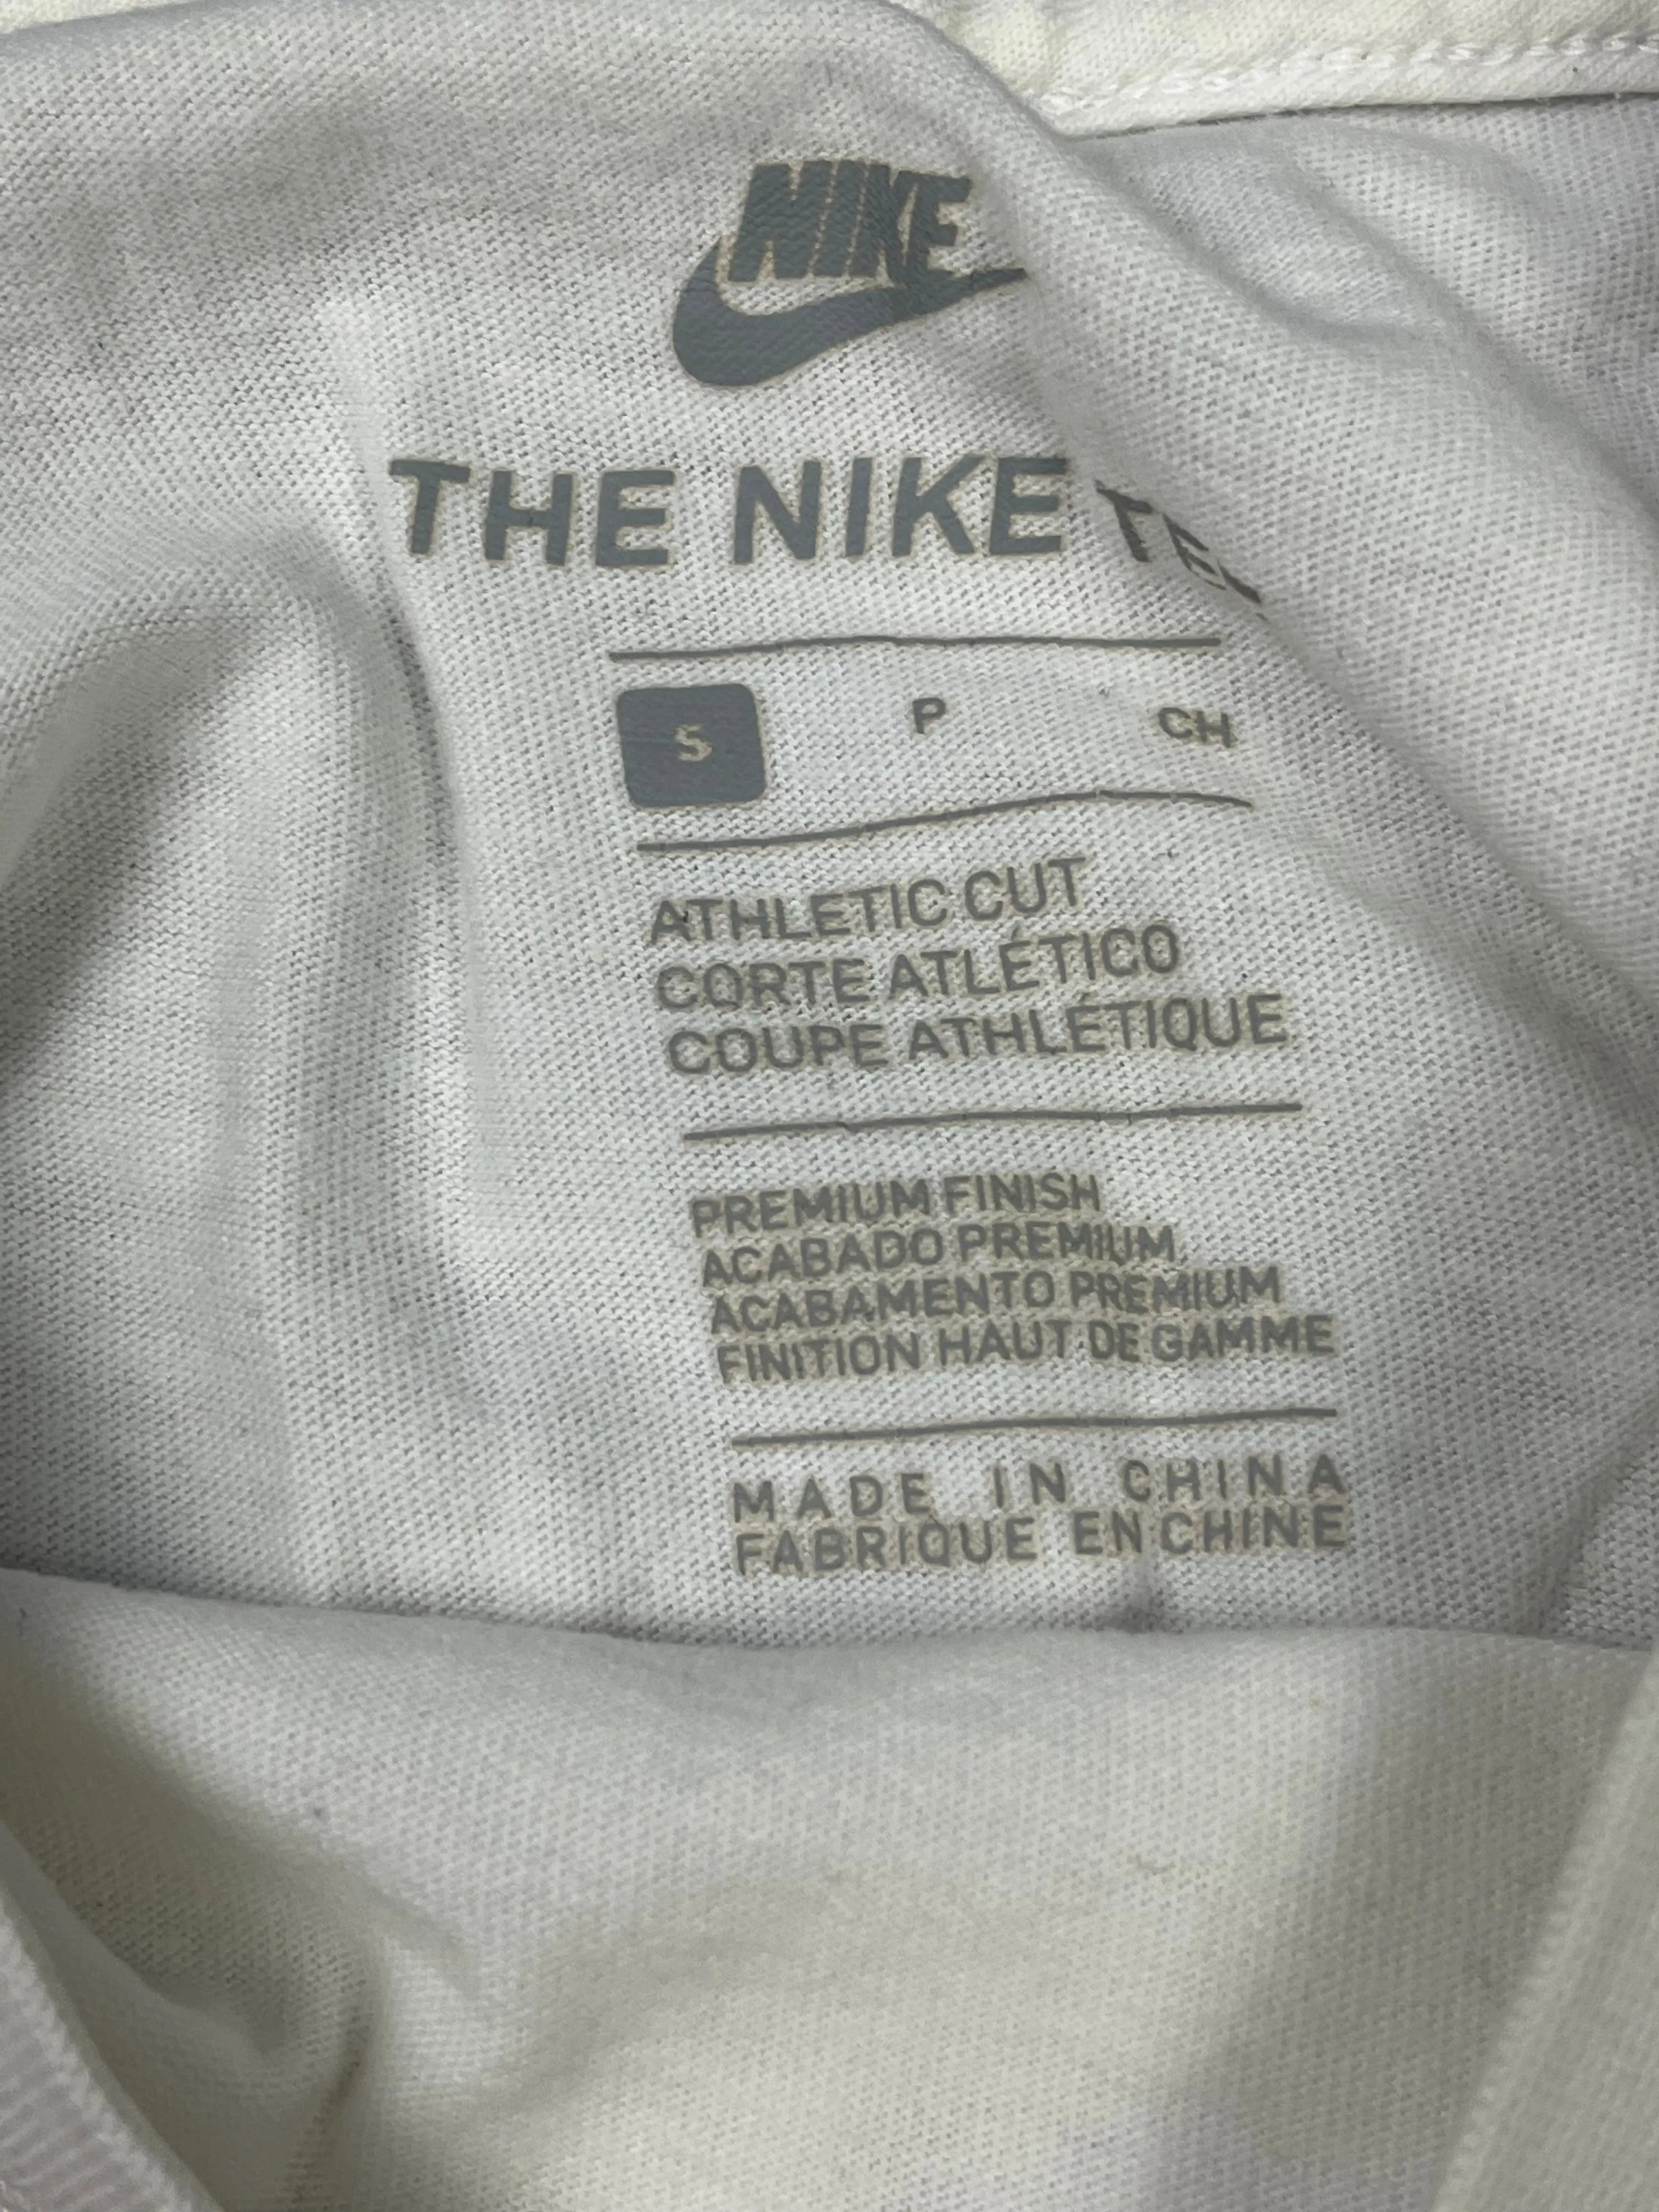 NIKE
THE NIKE
S P CH
ATHLETIC CUT
CORTE ATLÉTICO
COUPE ATHLÉTIQUE
PREMIUM FINISH
ACABADO PREMIUM
ACABAMENTO PREMIUM
FINITION HAUT DE GAMME
MADE IN CHINA
FABRIQUE EN CHINE